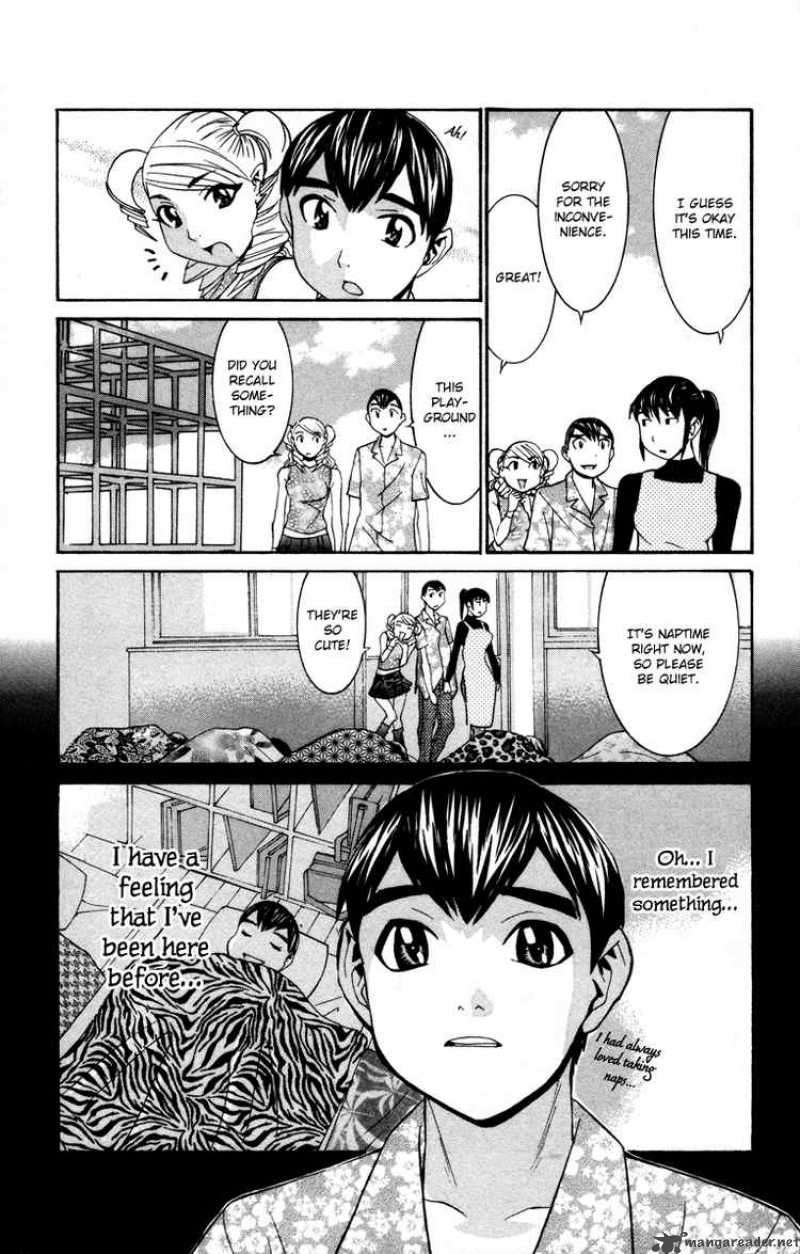 I GUESS
IT'S OKAY
THIS TIME.
SORRY
FOR THE
INCONVE-
NIENCE.
GREAT!
Ah!
THIS
PLAY-
GROUND
...
DID YOU
RECALL
SOME-
THING?
IT'S NAPTIME
RIGHT NOW,
SO PLEASE
BE QUIET.
THEY'RE
SO
CUTE!
Oh... I
remembered
something...
I had always
loved taking
naps...
I have a
feeling
that I've
been here
before...
mangareader.net